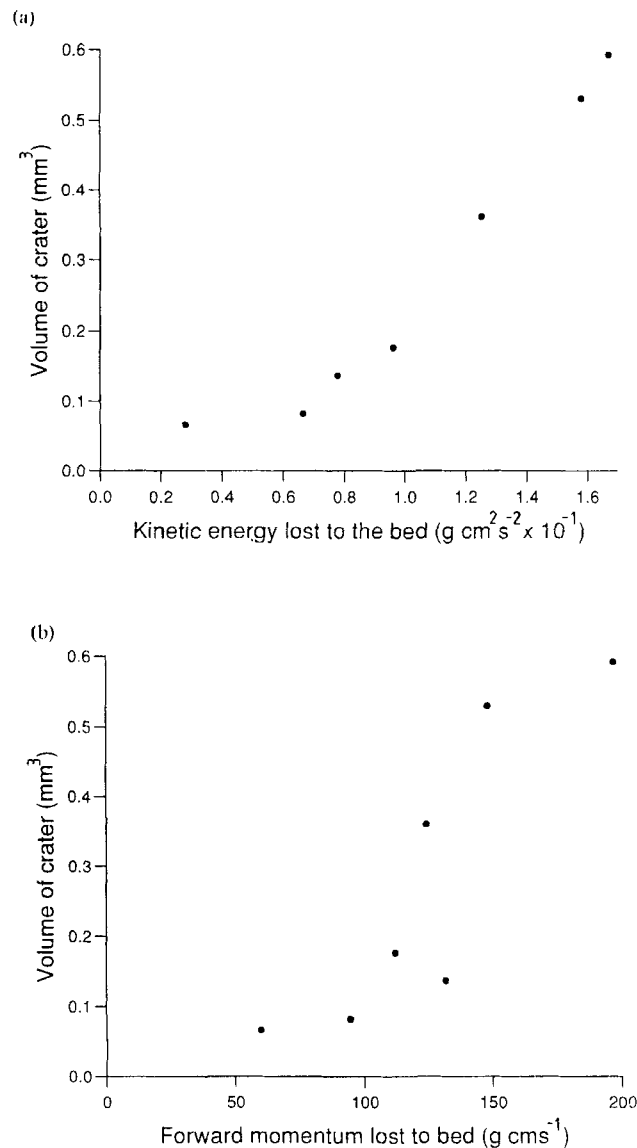 (a)
0.6
0.5
0.4
0.3
0.2
0.1
0.0
Volume of crater (mm³)
0.0 0.2 0.4 0.6 0.8 1.0 1.2 1.4 1.6
Kinetic energy lost to the bed (g cm² s⁻² x 10⁻¹)
(b)
0.6
0.5
0.4
0.3
0.2
0.1
0.0
Volume of crater (mm³)
0 50 100 150 200
Forward momentum lost to bed (g cms⁻¹)